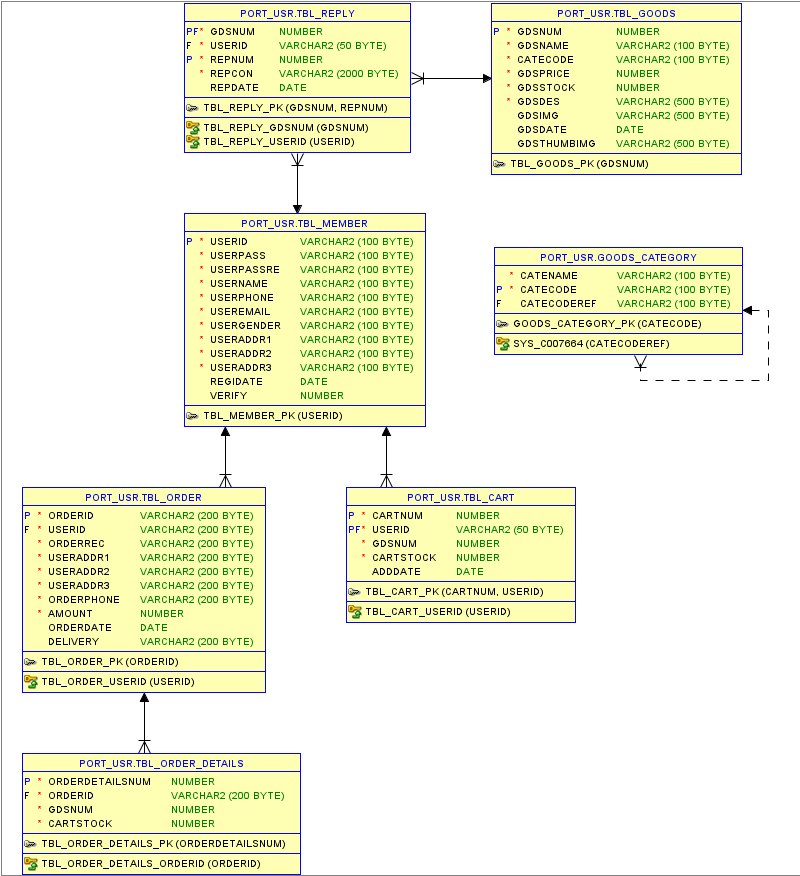 PORT_USR.TBL_REPLY
PF* GDSNUM NUMBER
F * USERID VARCHAR2 (50 BYTE)
P * REPNUM NUMBER
* REPCON VARCHAR2 (2000 BYTE)
REPDATE DATE
TBL_REPLY_PK (GDSNUM, REPNUM)
TBL_REPLY_GDSNUM (GDSNUM)
TBL_REPLY_USERID (USERID)
PORT_USR.TBL_GOODS
P * GDSNUM NUMBER
* GDSNAME VARCHAR2 (100 BYTE)
* CATECODE VARCHAR2 (100 BYTE)
* GDSPRICE NUMBER
* GDSSTOCK NUMBER
* GDSDES VARCHAR2 (500 BYTE)
GDSIMG VARCHAR2 (500 BYTE)
GDSDATE DATE
GDSTHUMBIMG VARCHAR2 (500 BYTE)
TBL_GOODS_PK (GDSNUM)
PORT_USR.TBL_MEMBER
P * USERID VARCHAR2 (100 BYTE)
* USERPASS VARCHAR2 (100 BYTE)
* USERPASSRE VARCHAR2 (100 BYTE)
* USERNAME VARCHAR2 (100 BYTE)
* USERPHONE VARCHAR2 (100 BYTE)
* USEREMAIL VARCHAR2 (100 BYTE)
* USERGENDER VARCHAR2 (100 BYTE)
* USERADDR1 VARCHAR2 (100 BYTE)
* USERADDR2 VARCHAR2 (100 BYTE)
* USERADDR3 VARCHAR2 (100 BYTE)
REGIDATE DATE
VERIFY NUMBER
TBL_MEMBER_PK (USERID)
PORT_USR.GOODS_CATEGORY
* CATENAME VARCHAR2 (100 BYTE)
P * CATECODE VARCHAR2 (100 BYTE)
F CATECODEREF VARCHAR2 (100 BYTE)
GOODS_CATEGORY_PK (CATECODE)
SYS_C007664 (CATECODEREF)
PORT_USR.TBL_ORDER
P * ORDERID VARCHAR2 (200 BYTE)
F * USERID VARCHAR2 (200 BYTE)
* ORDERREC VARCHAR2 (200 BYTE)
* USERADDR1 VARCHAR2 (200 BYTE)
* USERADDR2 VARCHAR2 (200 BYTE)
* USERADDR3 VARCHAR2 (200 BYTE)
* ORDERPHONE VARCHAR2 (200 BYTE)
* AMOUNT NUMBER
ORDERDATE DATE
DELIVERY VARCHAR2 (200 BYTE)
TBL_ORDER_PK (ORDERID)
TBL_ORDER_USERID (USERID)
PORT_USR.TBL_CART
P * CARTNUM NUMBER
PF* USERID VARCHAR2 (50 BYTE)
* GDSNUM NUMBER
* CARTSTOCK NUMBER
ADDDATE DATE
TBL_CART_PK (CARTNUM, USERID)
TBL_CART_USERID (USERID)
PORT_USR.TBL_ORDER_DETAILS
P * ORDERDETAILSNUM NUMBER
F * ORDERID VARCHAR2 (200 BYTE)
* GDSNUM NUMBER
* CARTSTOCK NUMBER
TBL_ORDER_DETAILS_PK (ORDERDETAILSNUM)
TBL_ORDER_DETAILS_ORDERID (ORDERID)